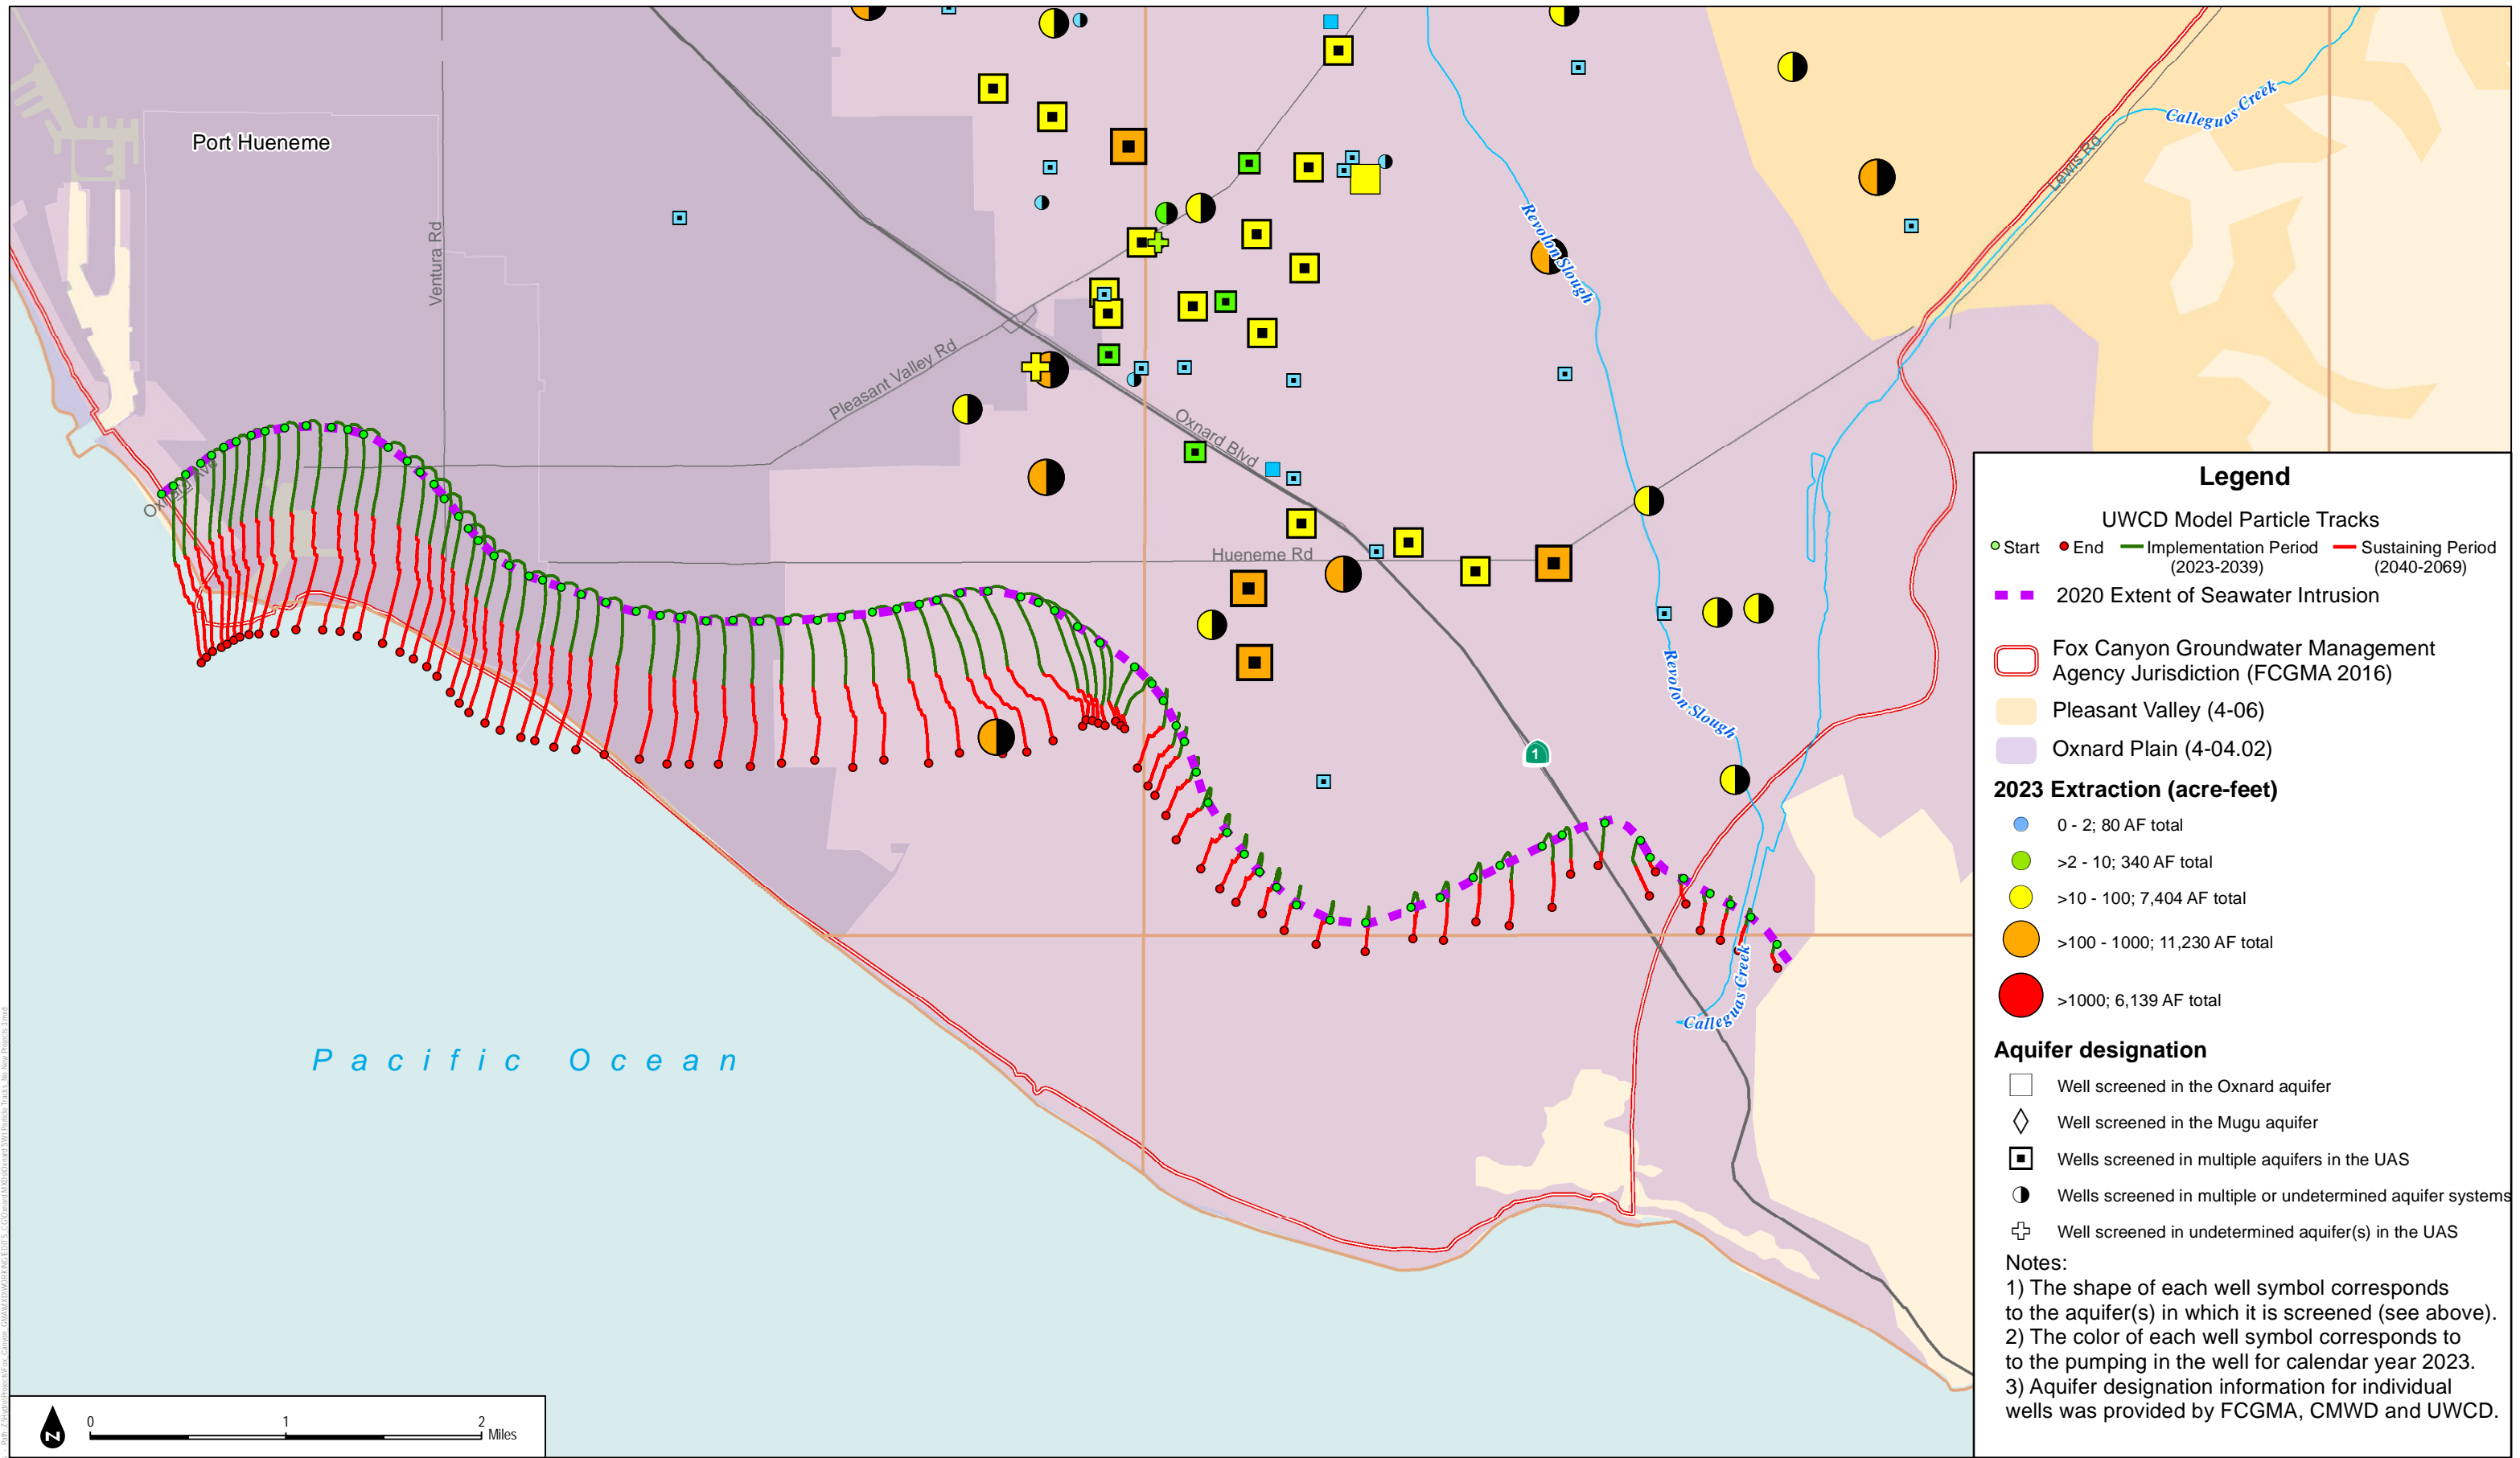 Port Hueneme
Ventura Rd
Pleasant Valley Rd
Oxnard Blvd
Hueneme Rd
Oxnard Ave
Lewis Rd
Calleguas Creek
Revolon Slough
Revolon Slough
Calleguas Creek
1
Pacific Ocean
N
0 1 2
Miles
Legend
UWCD Model Particle Tracks
Start End Implementation Period Sustaining Period
(2023-2039) (2040-2069)
2020 Extent of Seawater Intrusion
Fox Canyon Groundwater Management
Agency Jurisdiction (FCGMA 2016)
Pleasant Valley (4-06)
Oxnard Plain (4-04.02)
2023 Extraction (acre-feet)
0 - 2; 80 AF total
>2 - 10; 340 AF total
>10 - 100; 7,404 AF total
>100 - 1000; 11,230 AF total
>1000; 6,139 AF total
Aquifer designation
Well screened in the Oxnard aquifer
Well screened in the Mugu aquifer
Wells screened in multiple aquifers in the UAS
Wells screened in multiple or undetermined aquifer systems
Well screened in undetermined aquifer(s) in the UAS
Notes:
1) The shape of each well symbol corresponds
to the aquifer(s) in which it is screened (see above).
2) The color of each well symbol corresponds to
to the pumping in the well for calendar year 2023.
3) Aquifer designation information for individual
wells was provided by FCGMA, CMWD and UWCD.